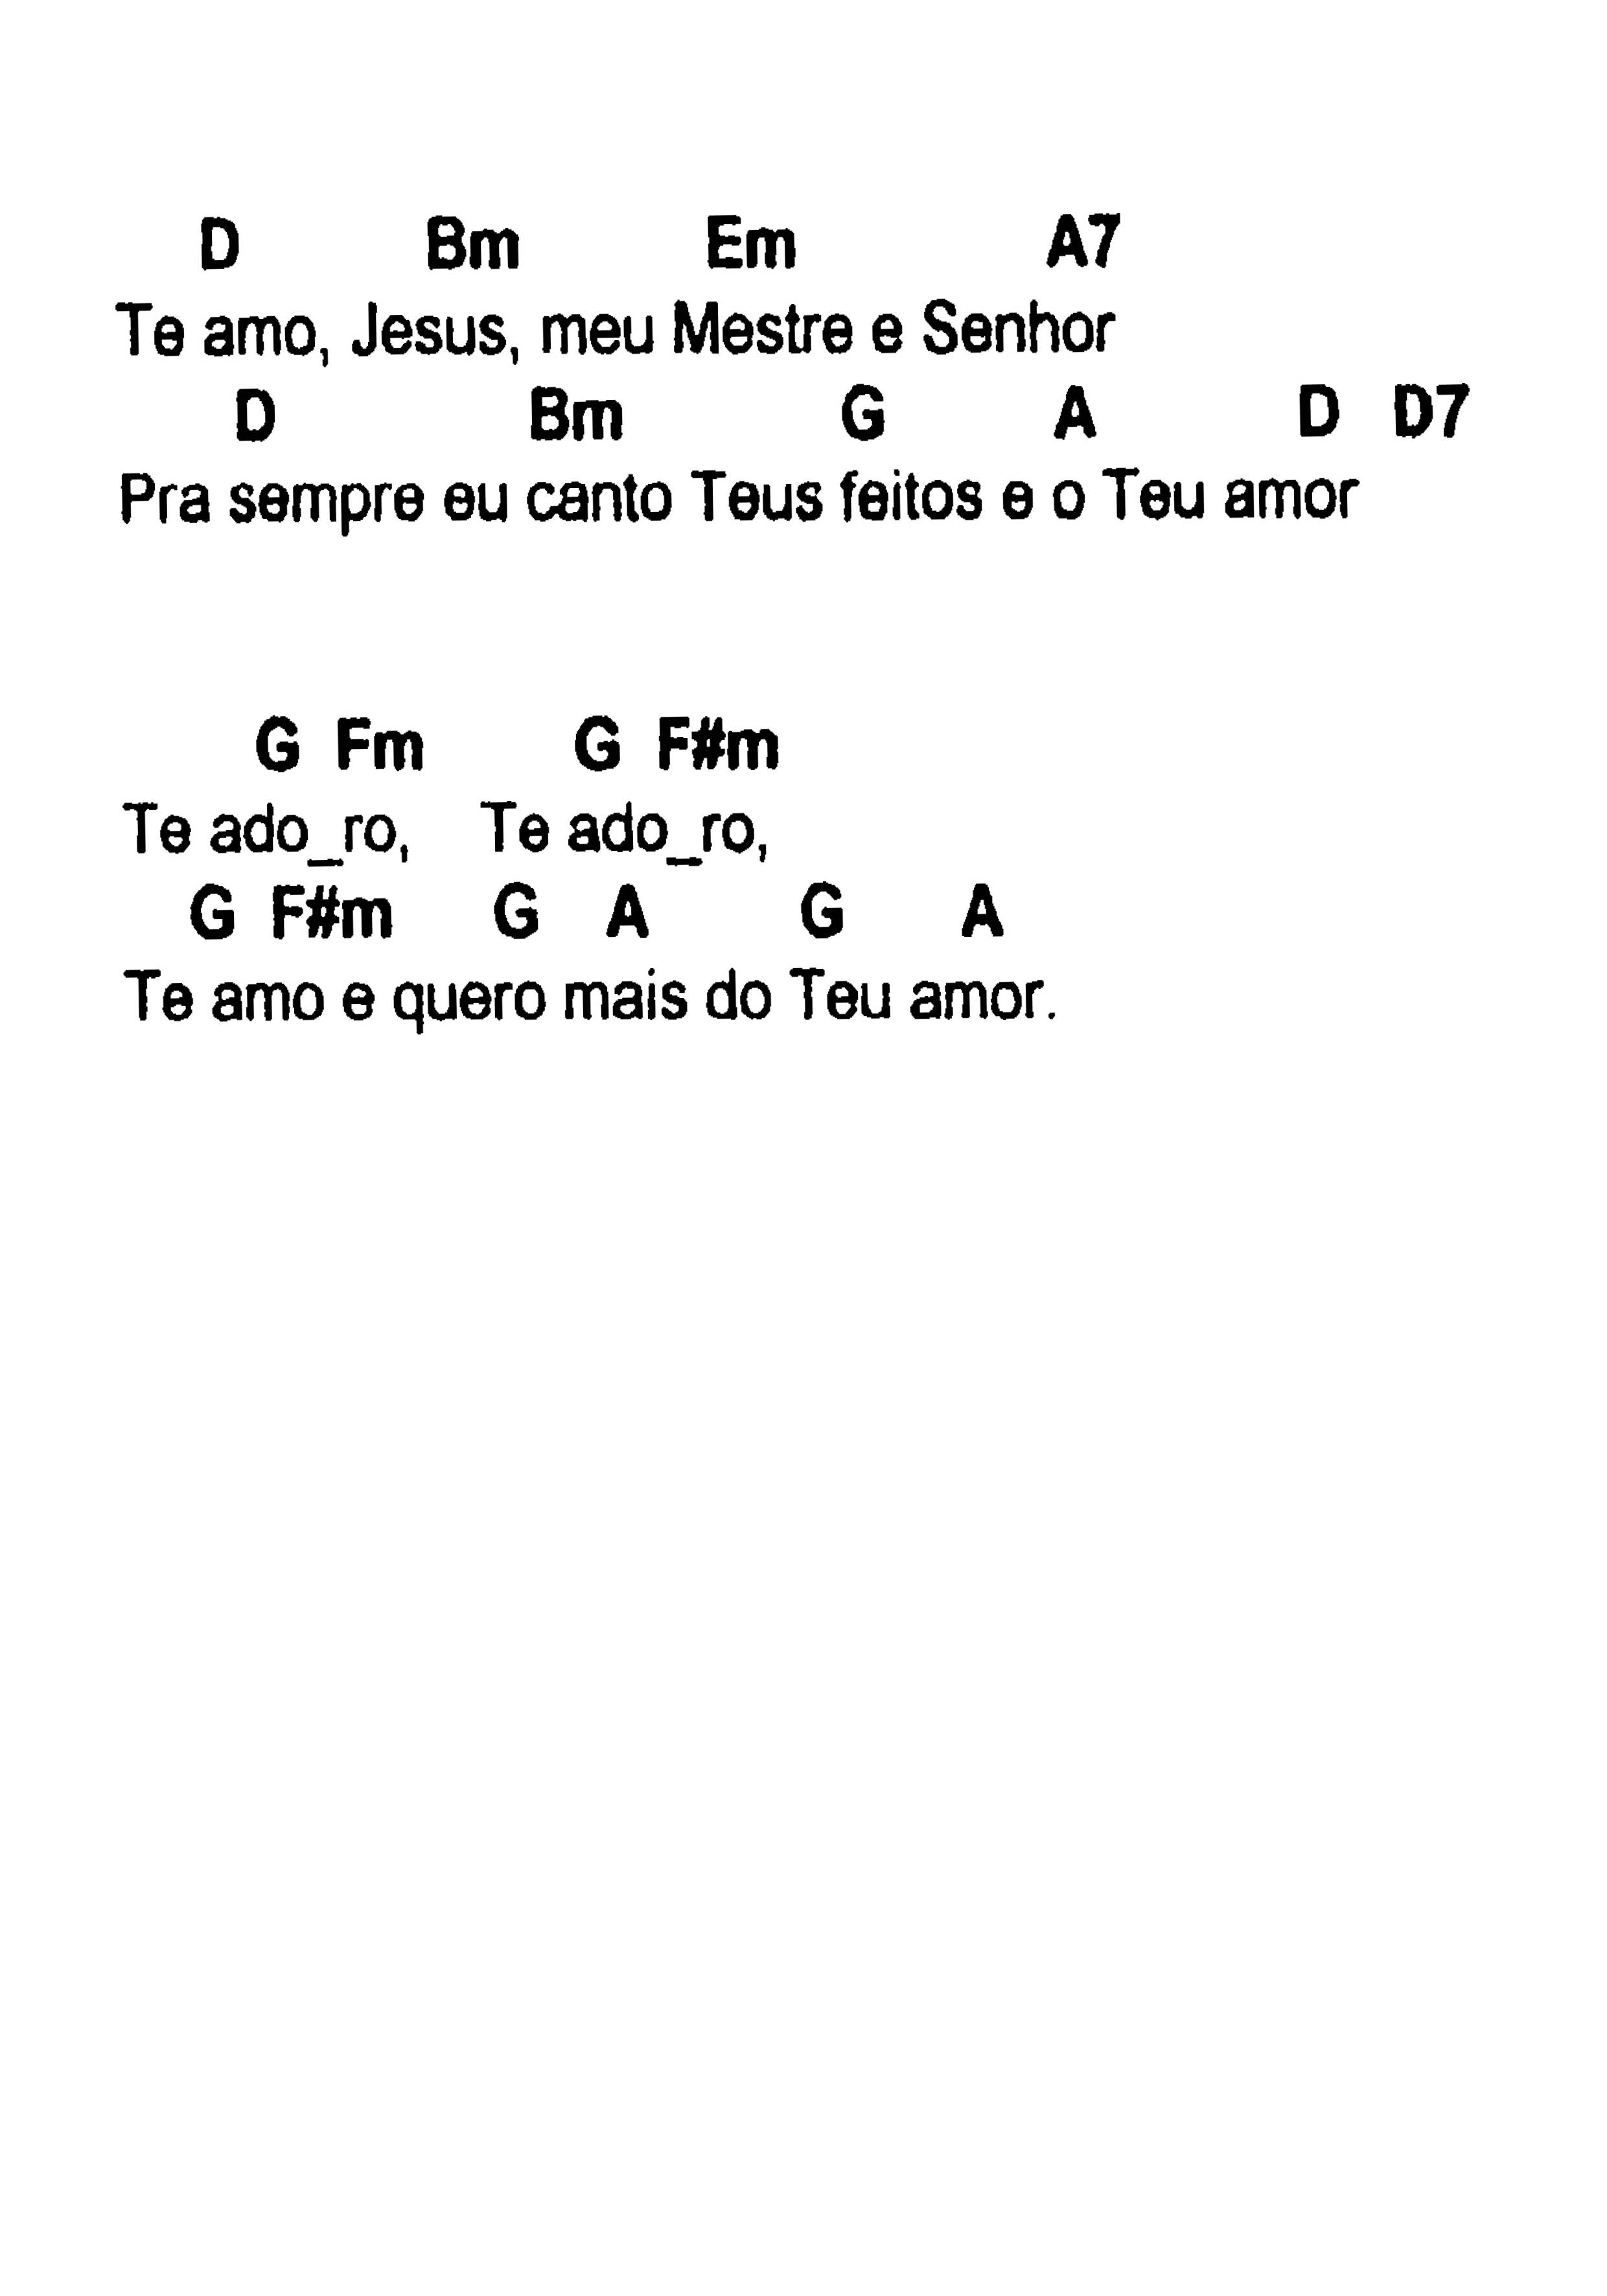 D Bm Em A7
Te amo, Jesus, meu Mestre e Senhor
D Bm G A D D7
Pra sempre eu canto Teus feitos e o Teu amor
G Fm G F#m
Te ado_ro, Te ado_ro,
G F#m G A G A
Te amo e quero mais do Teu amor.